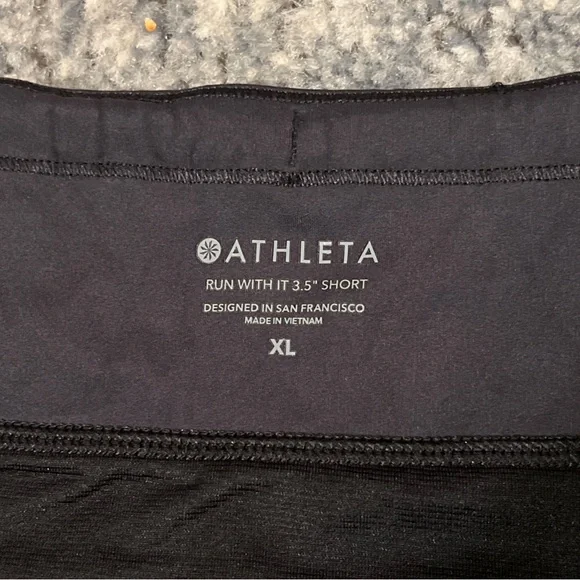 ATHLETA
RUN WITH IT 3.5" SHORT
DESIGNED IN SAN FRANCISCO
MADE IN VIETNAM
XL